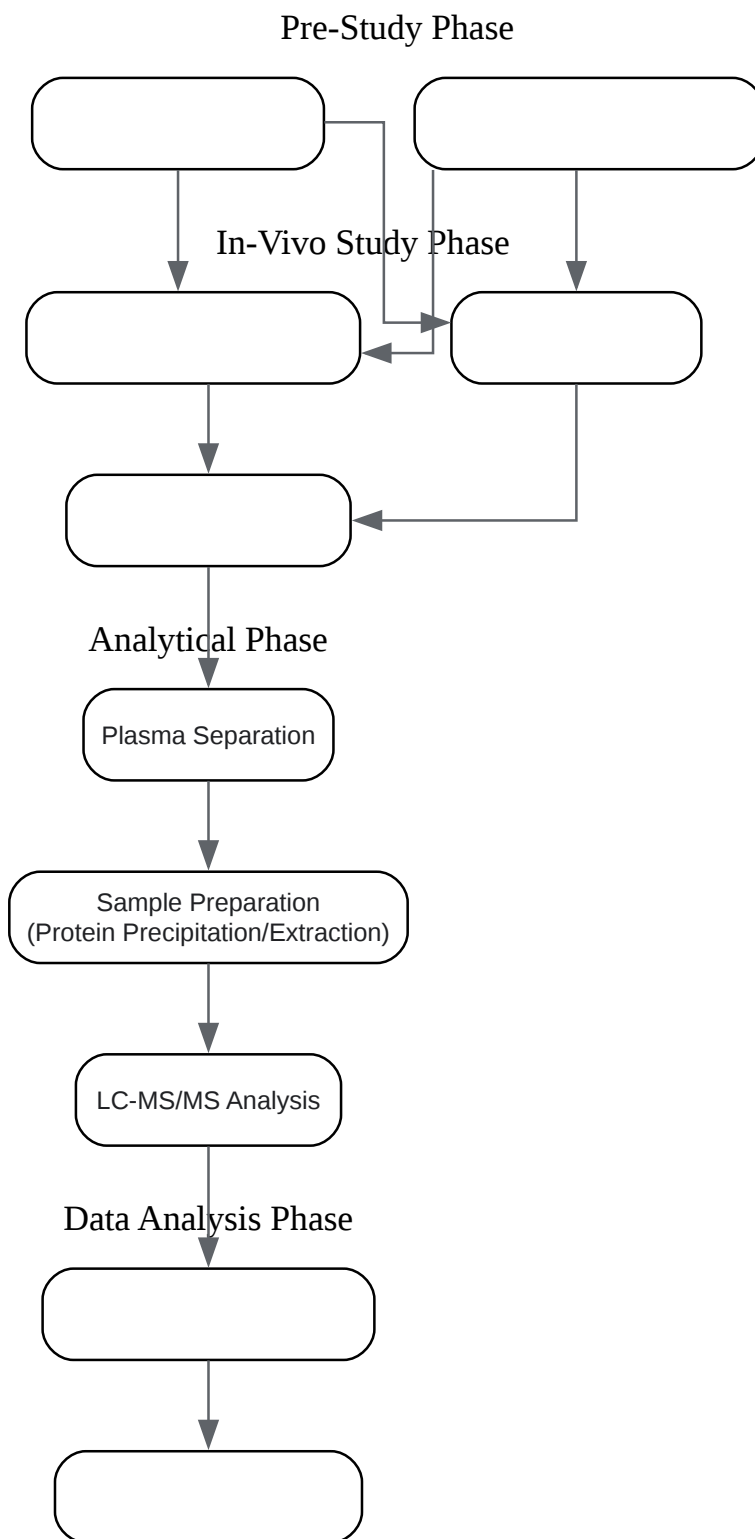 Pre-Study Phase
In-Vivo Study Phase
Analytical Phase
Plasma Separation
Sample Preparation
(Protein Precipitation/Extraction)
LC-MS/MS Analysis
Data Analysis Phase